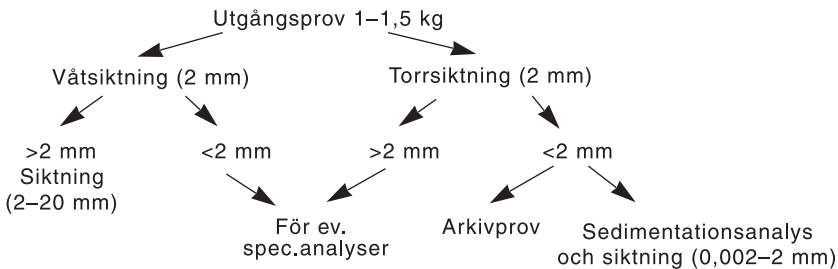 Utgångsprov 1–1,5 kg
Våtsiktning (2 mm)
Torrsiktning (2 mm)
>2 mm
Siktning
(2–20 mm)
<2 mm
>2 mm
<2 mm
För ev.
spec.analyser
Arkivprov
Sedimentationsanalys
och siktning (0,002–2 mm)